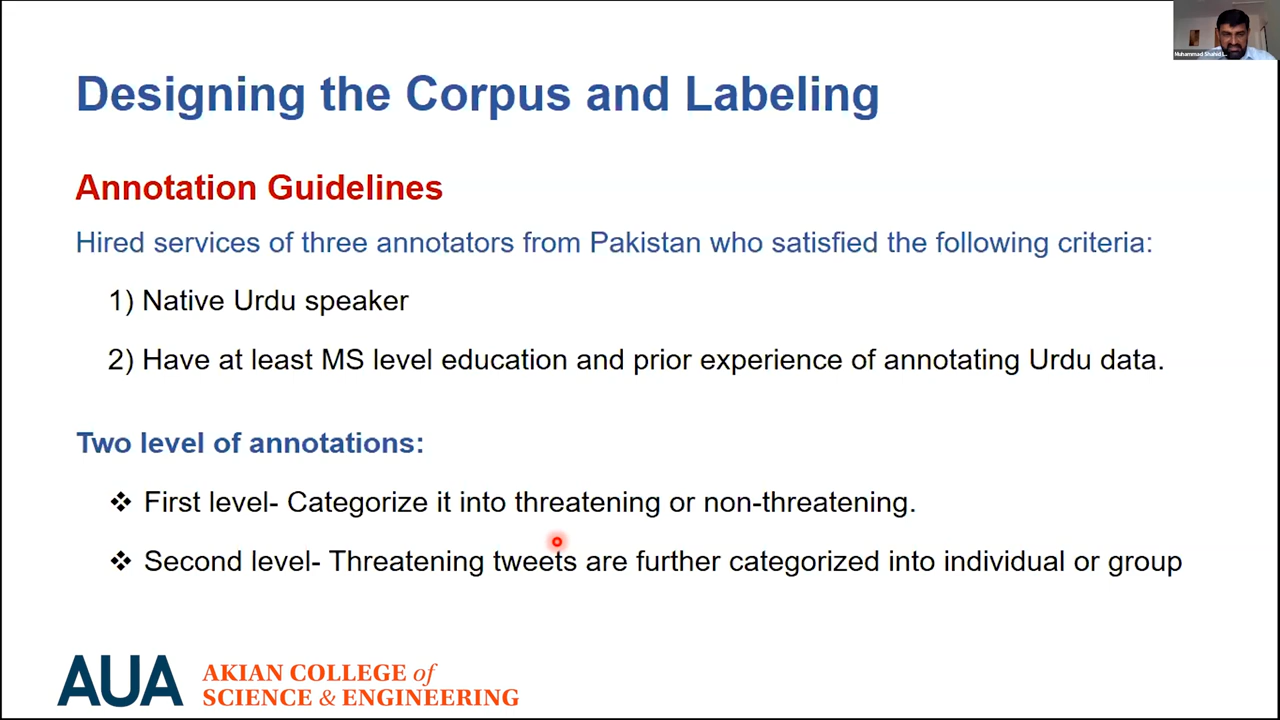 Muhammad Shahid I...
Designing the Corpus and Labeling
Annotation Guidelines
Hired services of three annotators from Pakistan who satisfied the following criteria:
1) Native Urdu speaker
2) Have at least MS level education and prior experience of annotating Urdu data.
Two level of annotations:
❖ First level- Categorize it into threatening or non-threatening.
❖ Second level- Threatening tweets are further categorized into individual or group
AUA
AKIAN COLLEGE of
SCIENCE & ENGINEERING